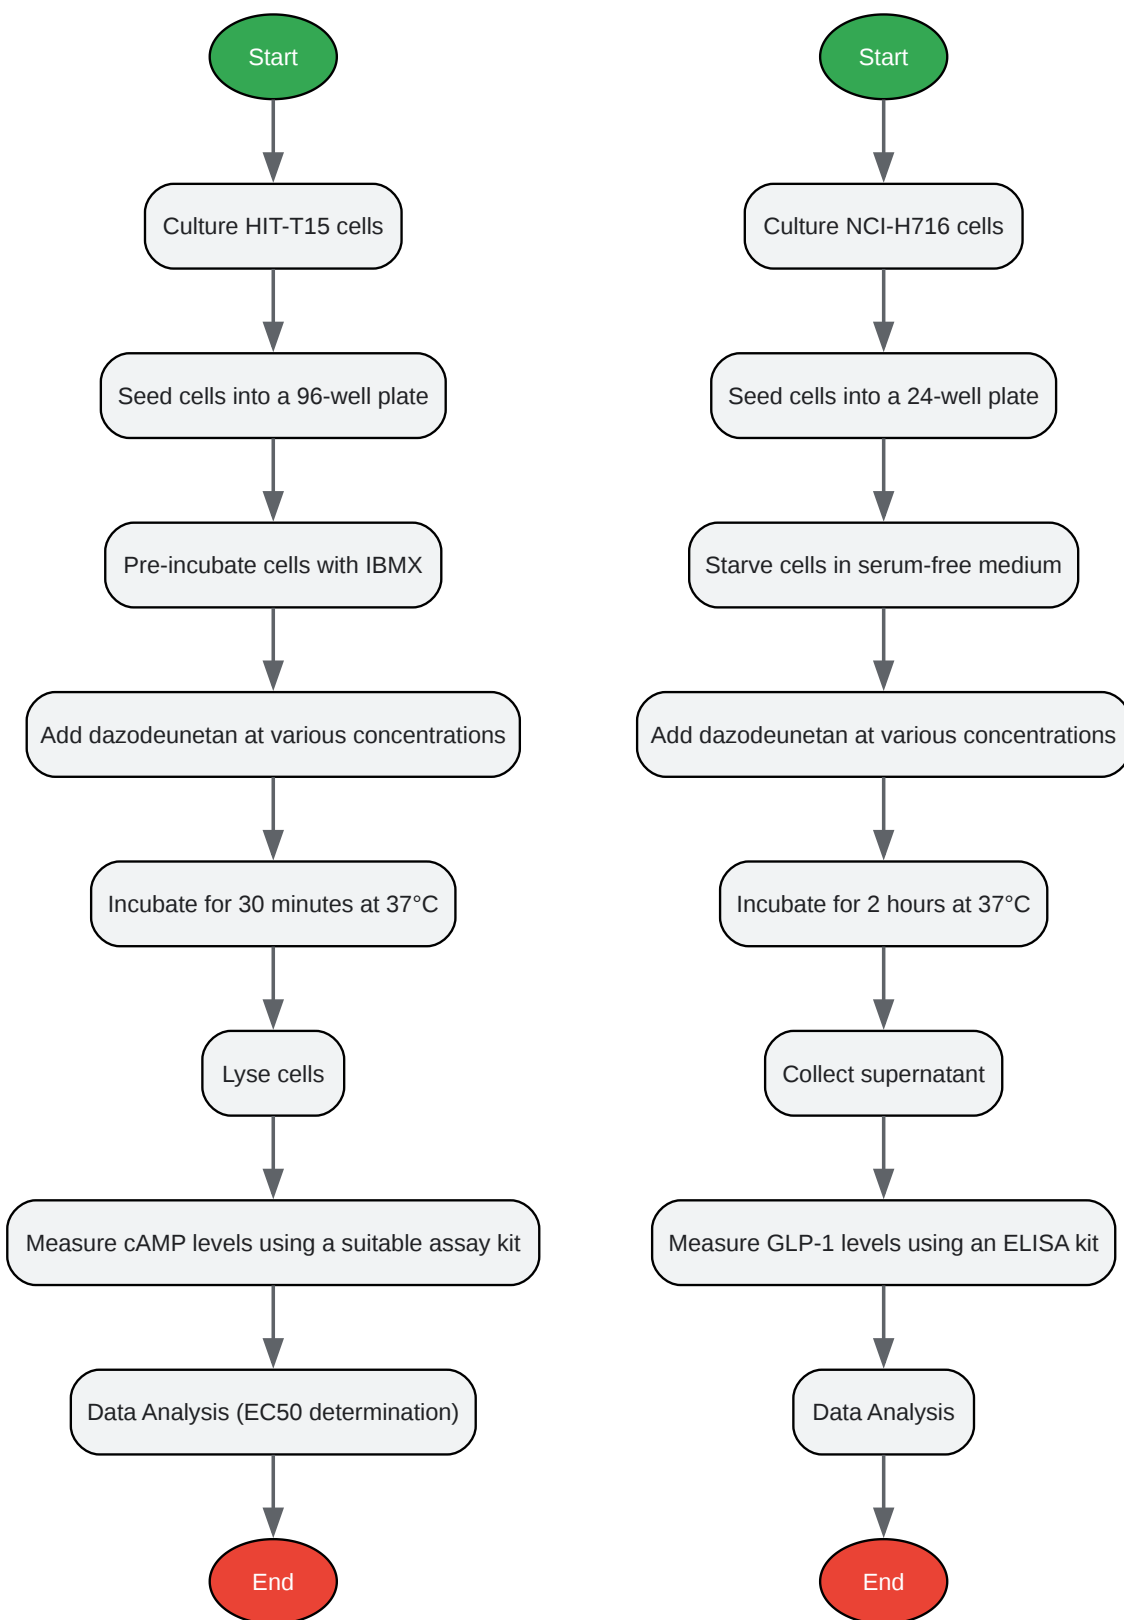 Start
Culture HIT-T15 cells
Seed cells into a 96-well plate
Pre-incubate cells with IBMX
Add dazodeunetan at various concentrations
Incubate for 30 minutes at 37°C
Lyse cells
Measure cAMP levels using a suitable assay kit
Data Analysis (EC50 determination)
End
Start
Culture NCI-H716 cells
Seed cells into a 24-well plate
Starve cells in serum-free medium
Add dazodeunetan at various concentrations
Incubate for 2 hours at 37°C
Collect supernatant
Measure GLP-1 levels using an ELISA kit
Data Analysis
End